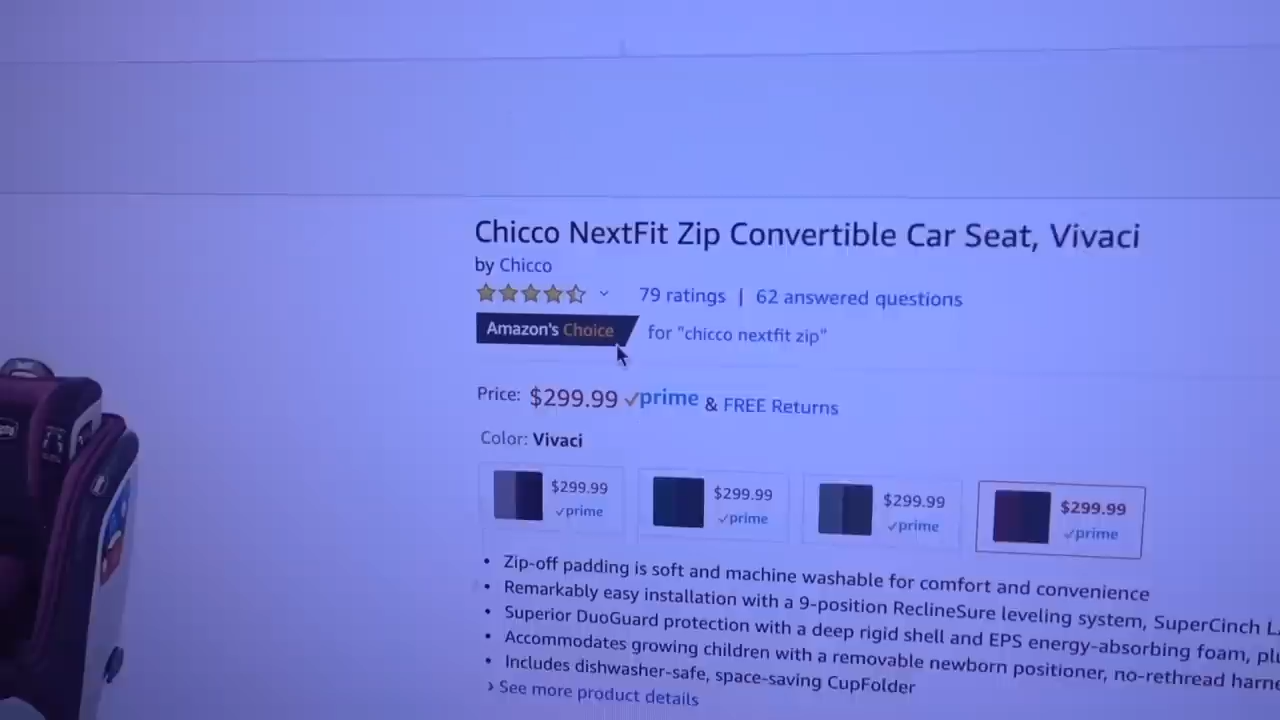 Chicco NextFit Zip Convertible Car Seat, Vivaci
by Chicco
79 ratings | 62 answered questions
Amazon's Choice for "chicco nextfit zip"
Price: $299.99 ✓prime & FREE Returns
Color: Vivaci
$299.99 $299.99 $299.99 $299.99
✓prime ✓prime ✓prime ✓prime
• Zip-off padding is soft and machine washable for comfort and convenience
• Remarkably easy installation with a 9-position ReclineSure leveling system, SuperCinch
• Superior DuoGuard protection with a deep rigid shell and EPS energy-absorbing foam,
• Accommodates growing children with a removable newborn positioner, no-rethread
• Includes dishwasher-safe, space-saving CupFolder
› See more product details